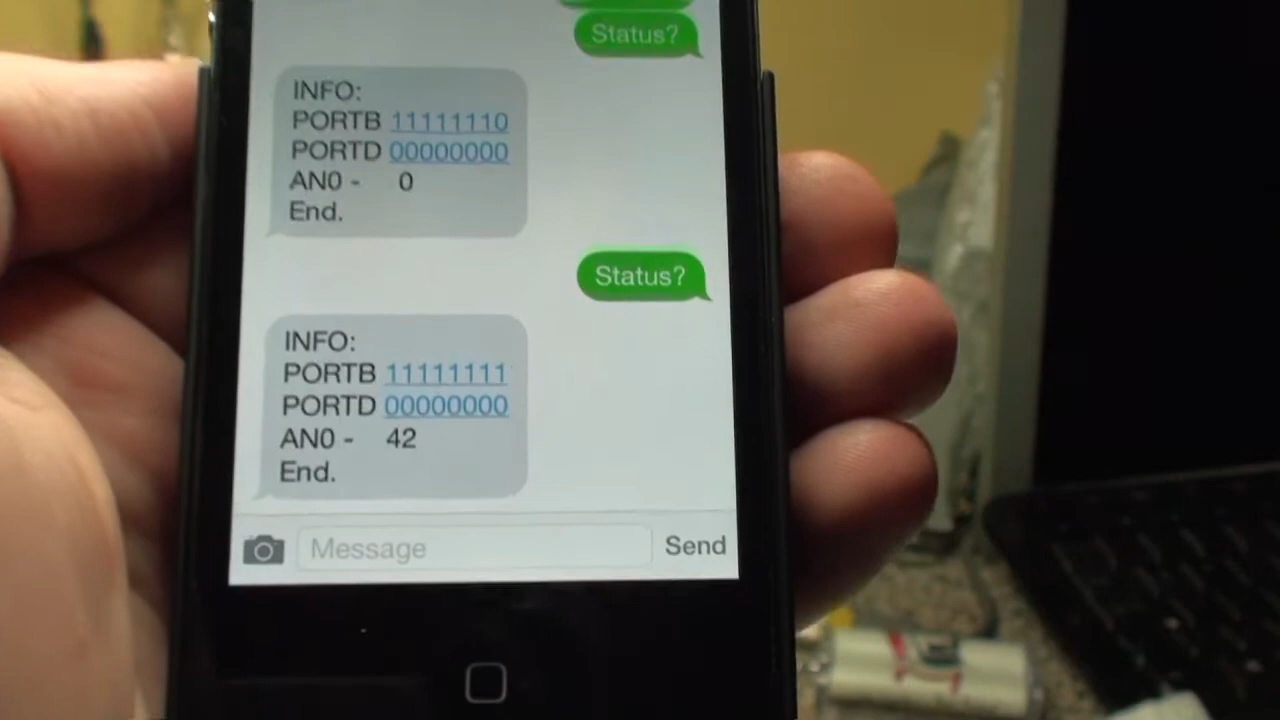 Status?
INFO:
PORTB 11111110
PORTD 00000000
AN0 - 0
End.
Status?
INFO:
PORTB 11111111
PORTD 00000000
AN0 - 42
End.
Message
Send